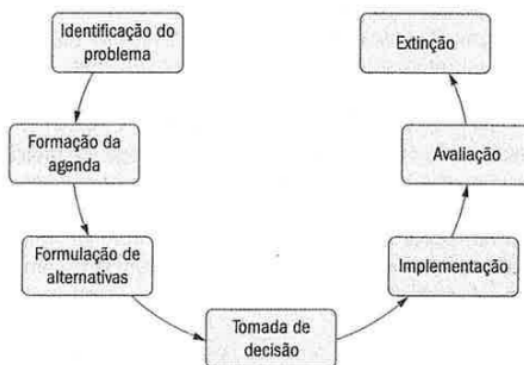 Identificação do
problema
Formação da
agenda
Formulação de
alternativas
Tomada de
decisão
Implementação
Avaliação
Extinção